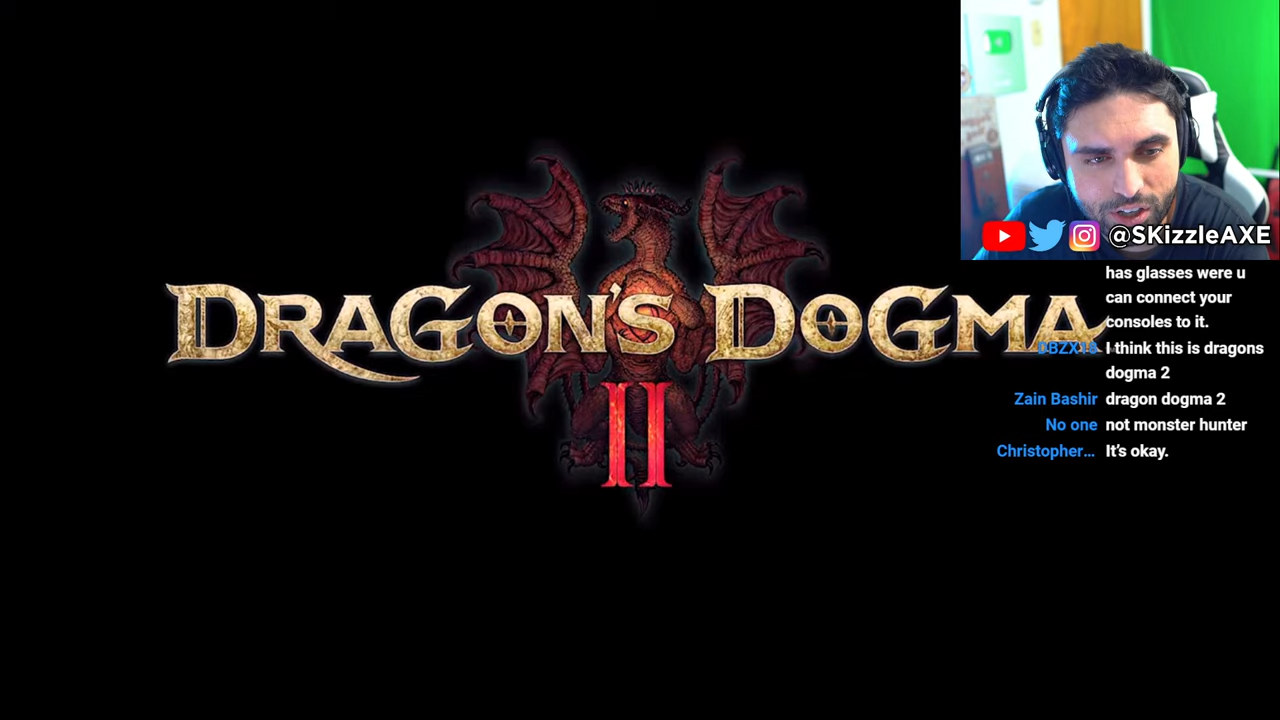 @SKizzleAXE
has glasses were u
can connect your
consoles to it.
DRAGON'S DOGMA
II
DBZX18 I think this is dragons
dogma 2
Zain Bashir dragon dogma 2
No one not monster hunter
Christopher... It's okay.